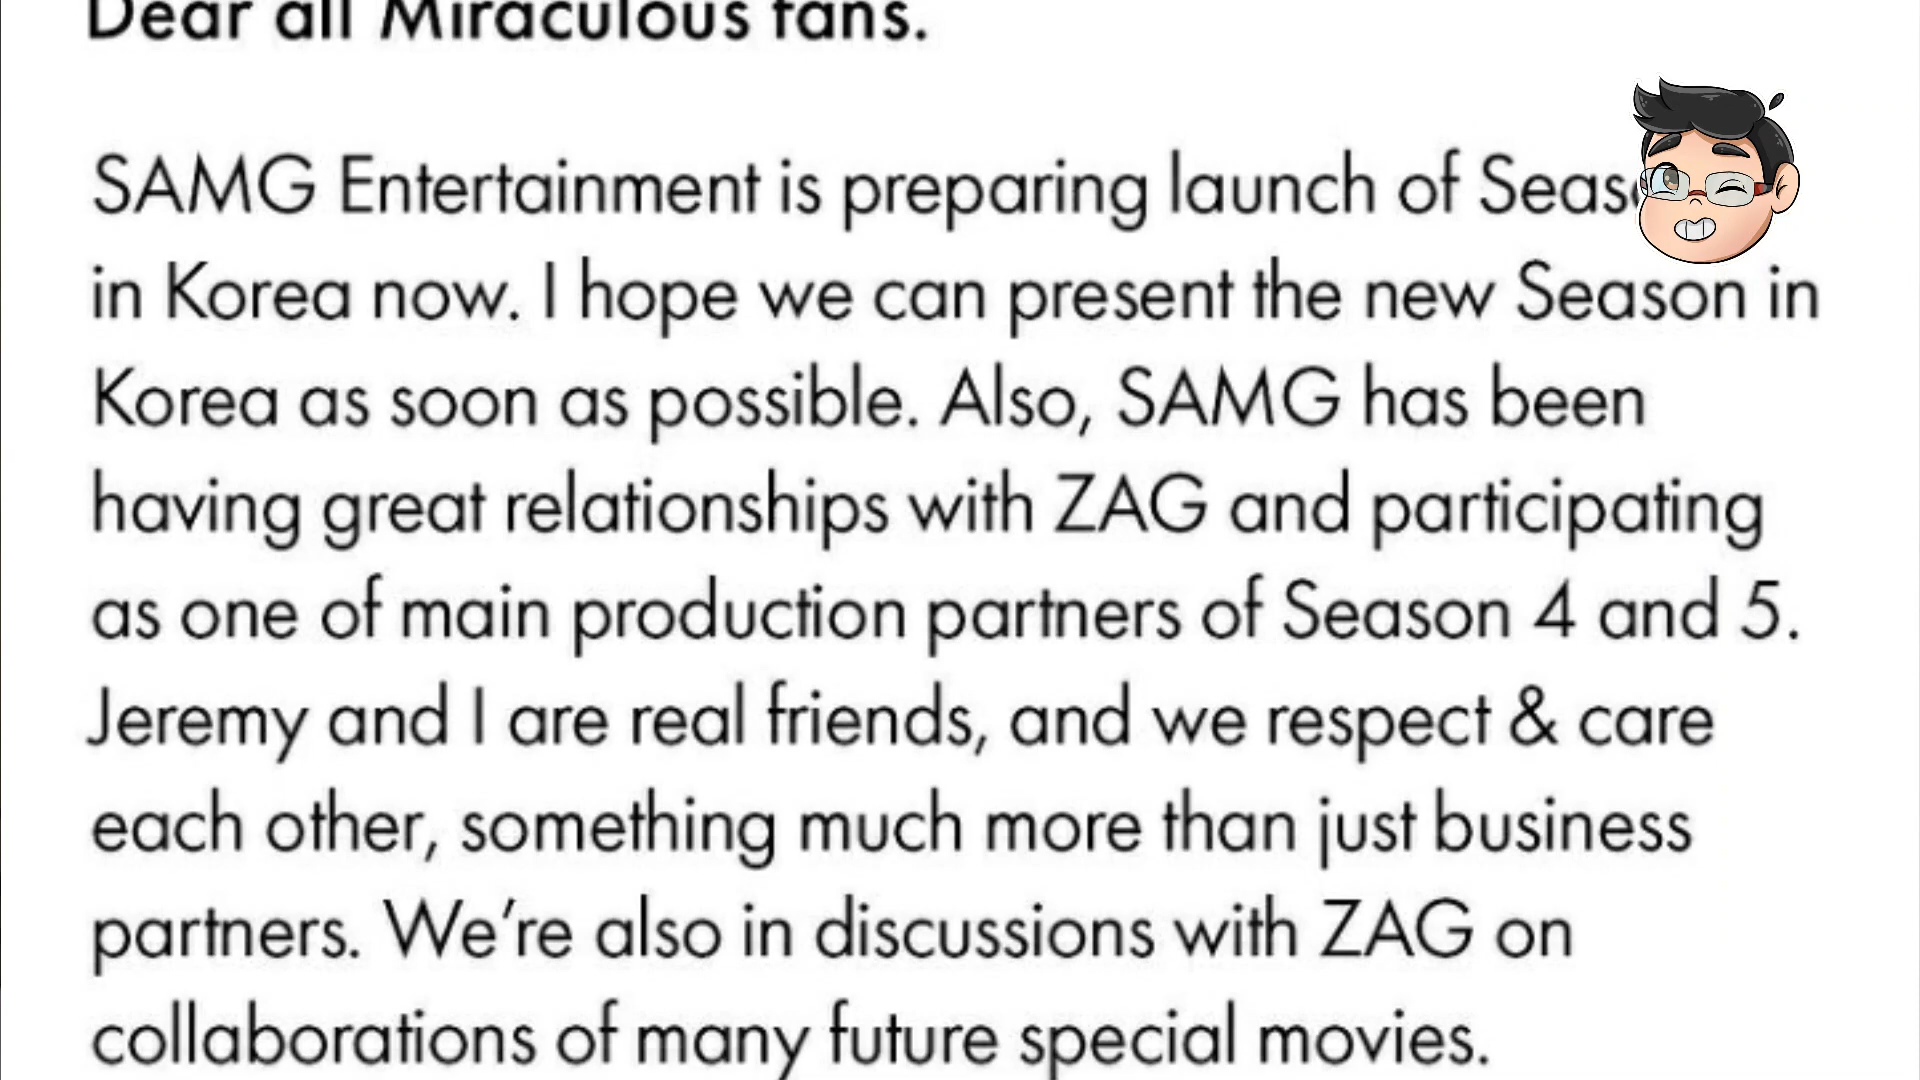 Dear all Miraculous fans.
SAMG Entertainment is preparing launch of
in Korea now. I hope we can present the new Season in
Korea as soon as possible. Also, SAMG has been
having great relationships with ZAG and participating
as one of main production partners of Season 4 and 5.
Jeremy and I are real friends, and we respect & care
each other, something much more than just business
partners. We’re also in discussions with ZAG on
collaborations of many future special movies.